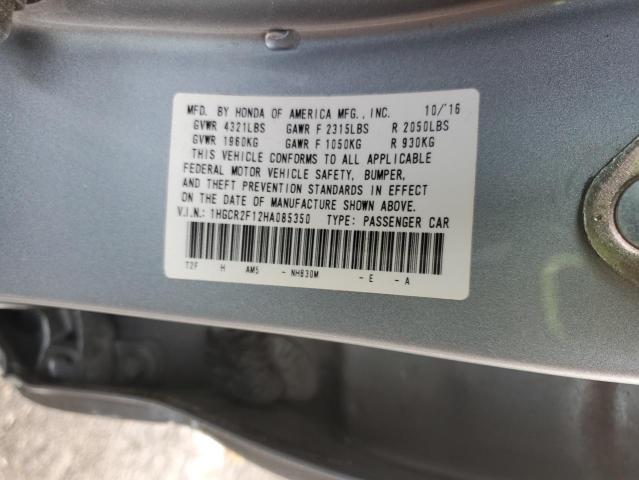 MFD. BY HONDA OF AMERICA MFG., INC. 10/'16
GVWR 4321LBS GAWR F 2315LBS R 2050LBS
GVWR 1960KG GAWR F 1050KG R 930KG
THIS VEHICLE CONFORMS TO ALL APPLICABLE
FEDERAL MOTOR VEHICLE SAFETY, BUMPER,
AND THEFT PREVENTION STANDARDS IN EFFECT
ON THE DATE OF MANUFACTURE SHOWN ABOVE.
V.I.N.: 1HGCR2F12HA085350 TYPE: PASSENGER CAR
T2F H AM5 - NH830M - E - A